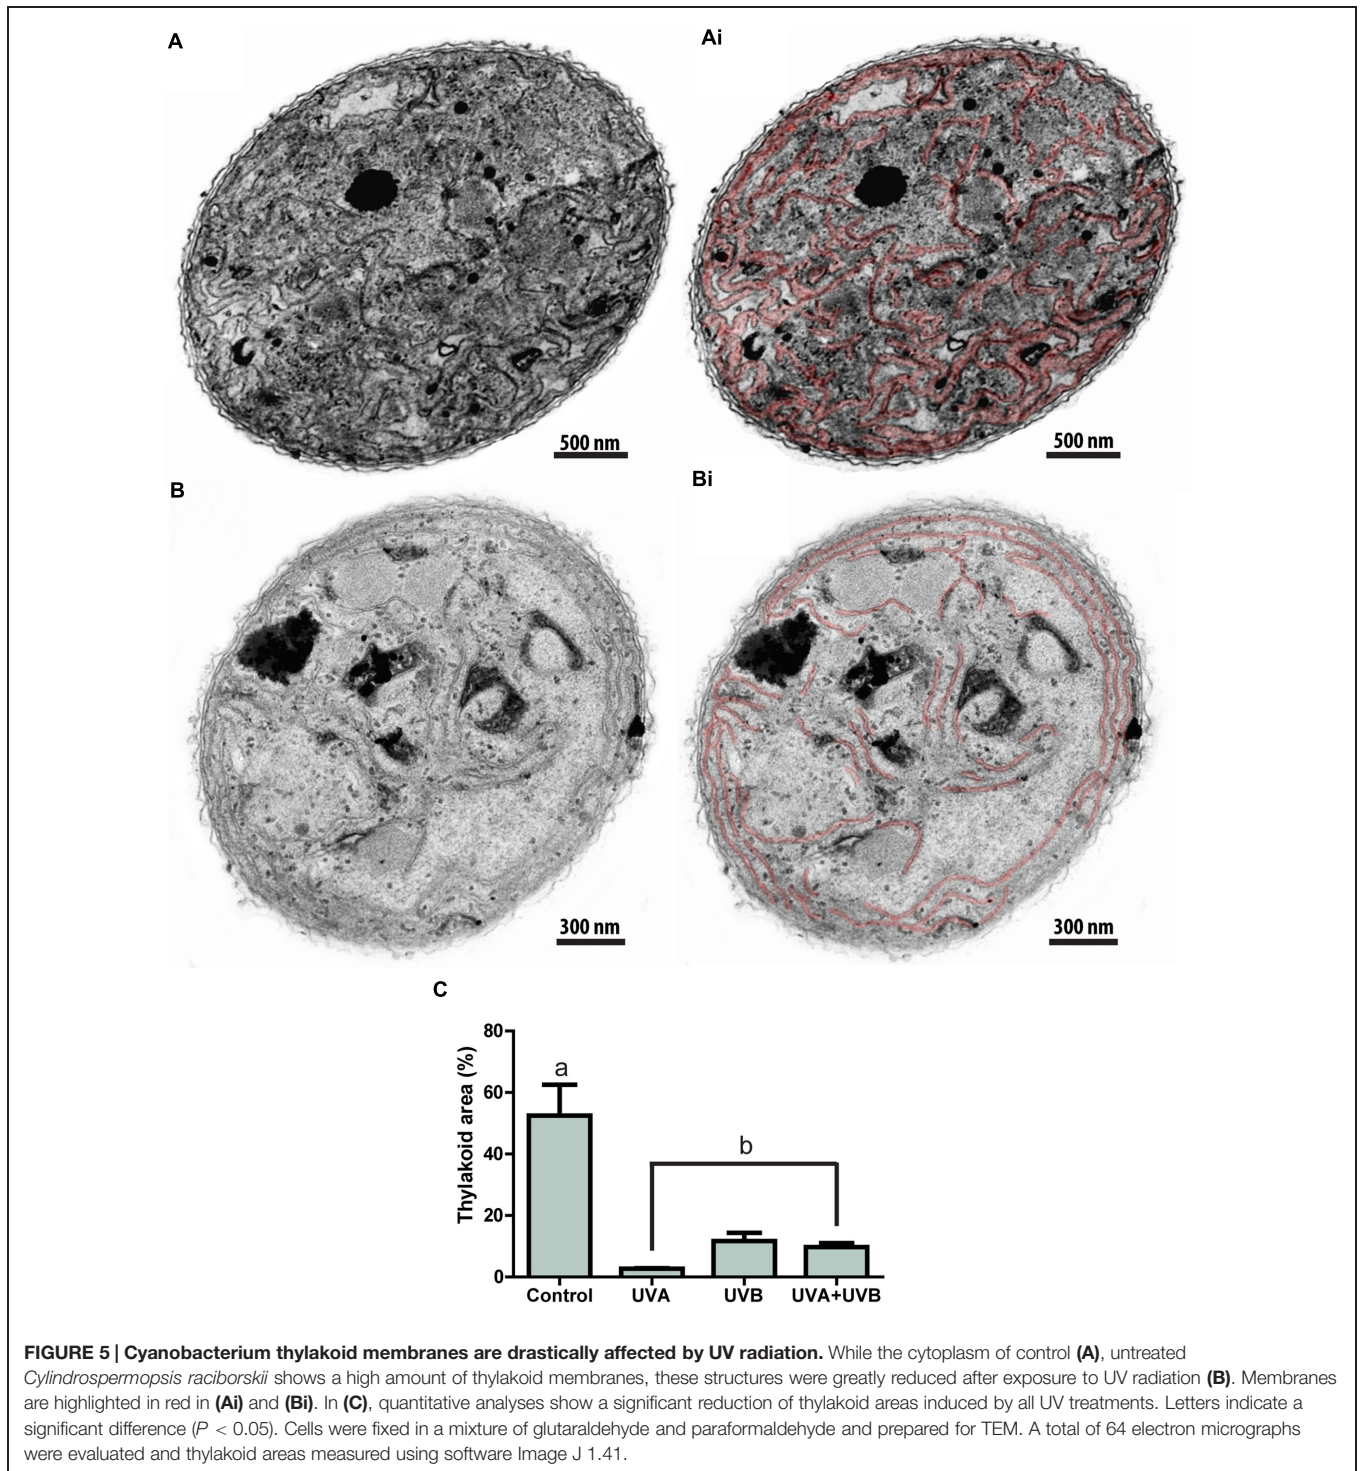 A
Ai
500 nm
500 nm
B
Bi
300 nm
300 nm
C
Thylakoid area (%)
80
60
40
20
0
a
b
Control UVA UVB UVA+UVB
FIGURE 5 | Cyanobacterium thylakoid membranes are drastically affected by UV radiation. While the cytoplasm of control (A), untreated
Cylindrospermopsis raciborskii shows a high amount of thylakoid membranes, these structures were greatly reduced after exposure to UV radiation (B). Membranes
are highlighted in red in (Ai) and (Bi). In (C), quantitative analyses show a significant reduction of thylakoid areas induced by all UV treatments. Letters indicate a
significant difference (P < 0.05). Cells were fixed in a mixture of glutaraldehyde and paraformaldehyde and prepared for TEM. A total of 64 electron micrographs
were evaluated and thylakoid areas measured using software Image J 1.41.